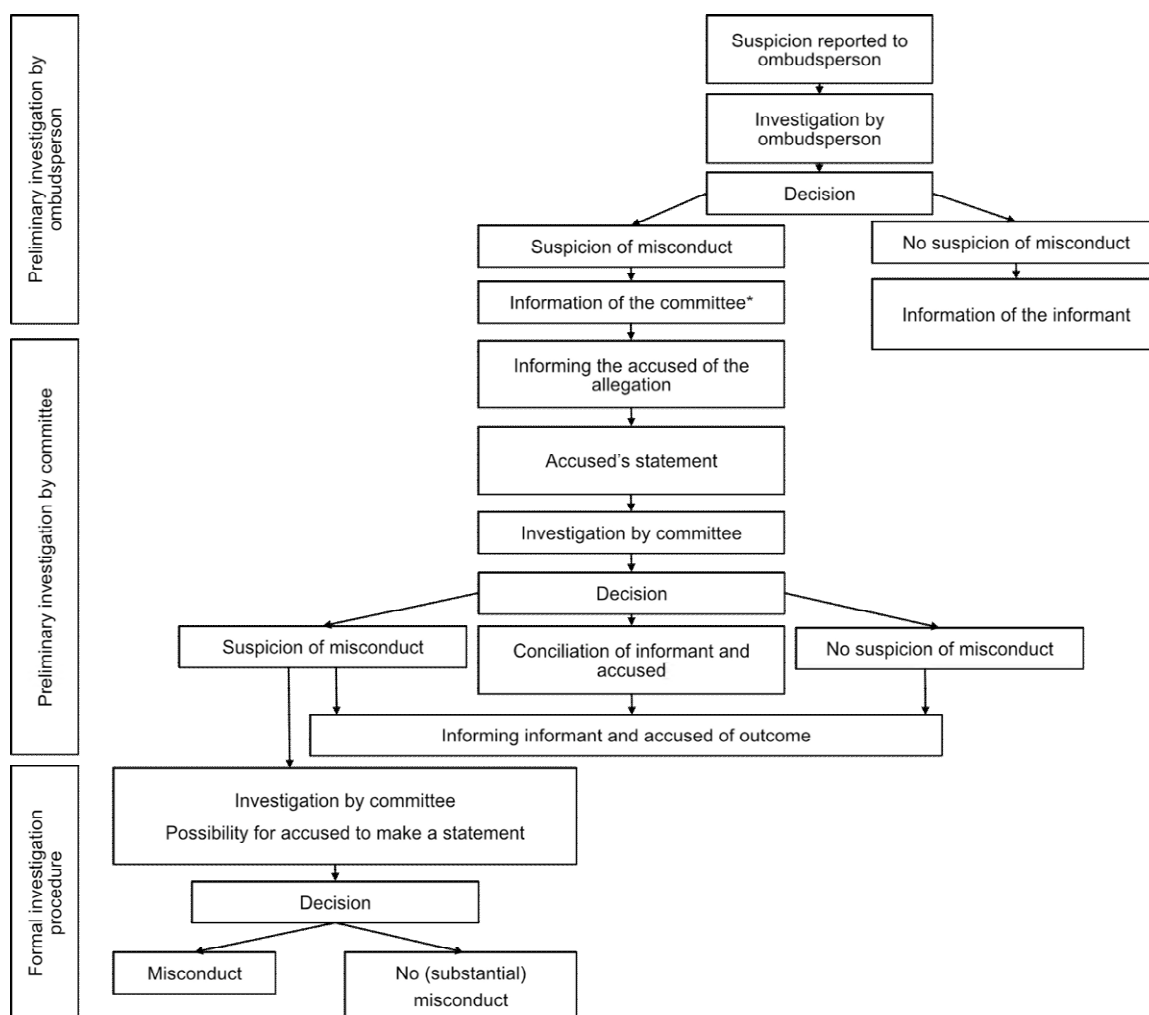 Preliminary investigation by
ombudsperson
Suspicion reported to
ombudsperson
Investigation by
ombudsperson
Decision
Suspicion of misconduct
No suspicion of misconduct
Information of the committee*
Information of the informant
Preliminary investigation by committee
Informing the accused of the
allegation
Accused's statement
Investigation by committee
Decision
Suspicion of misconduct
Conciliation of informant and
accused
No suspicion of misconduct
Informing informant and accused of outcome
Formal investigation
procedure
Investigation by committee
Possibility for accused to make a statement
Decision
Misconduct
No (substantial)
misconduct